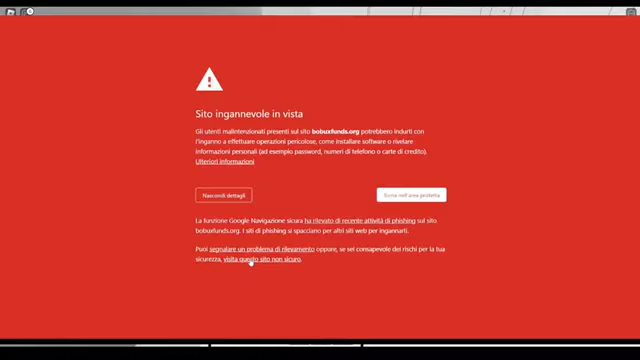 Sito ingannevole in vista
Gli utenti malintenzionati presenti sul sito bobuxfunds.org potrebbero indurti con
l'inganno a effettuare operazioni pericolose, come installare software o rivelare
informazioni personali (ad esempio password, numeri di telefono o carte di credito).
Ulteriori informazioni
Nascondi dettagli
Torna nell'area protetta
La funzione Google Navigazione sicura ha rilevato di recente attività di phishing sul sito
bobuxfunds.org. I siti di phishing si spacciano per altri siti web per ingannarti.
Puoi segnalare un problema di rilevamento oppure, se sei consapevole dei rischi per la tua
sicurezza, visita questo sito non sicuro.